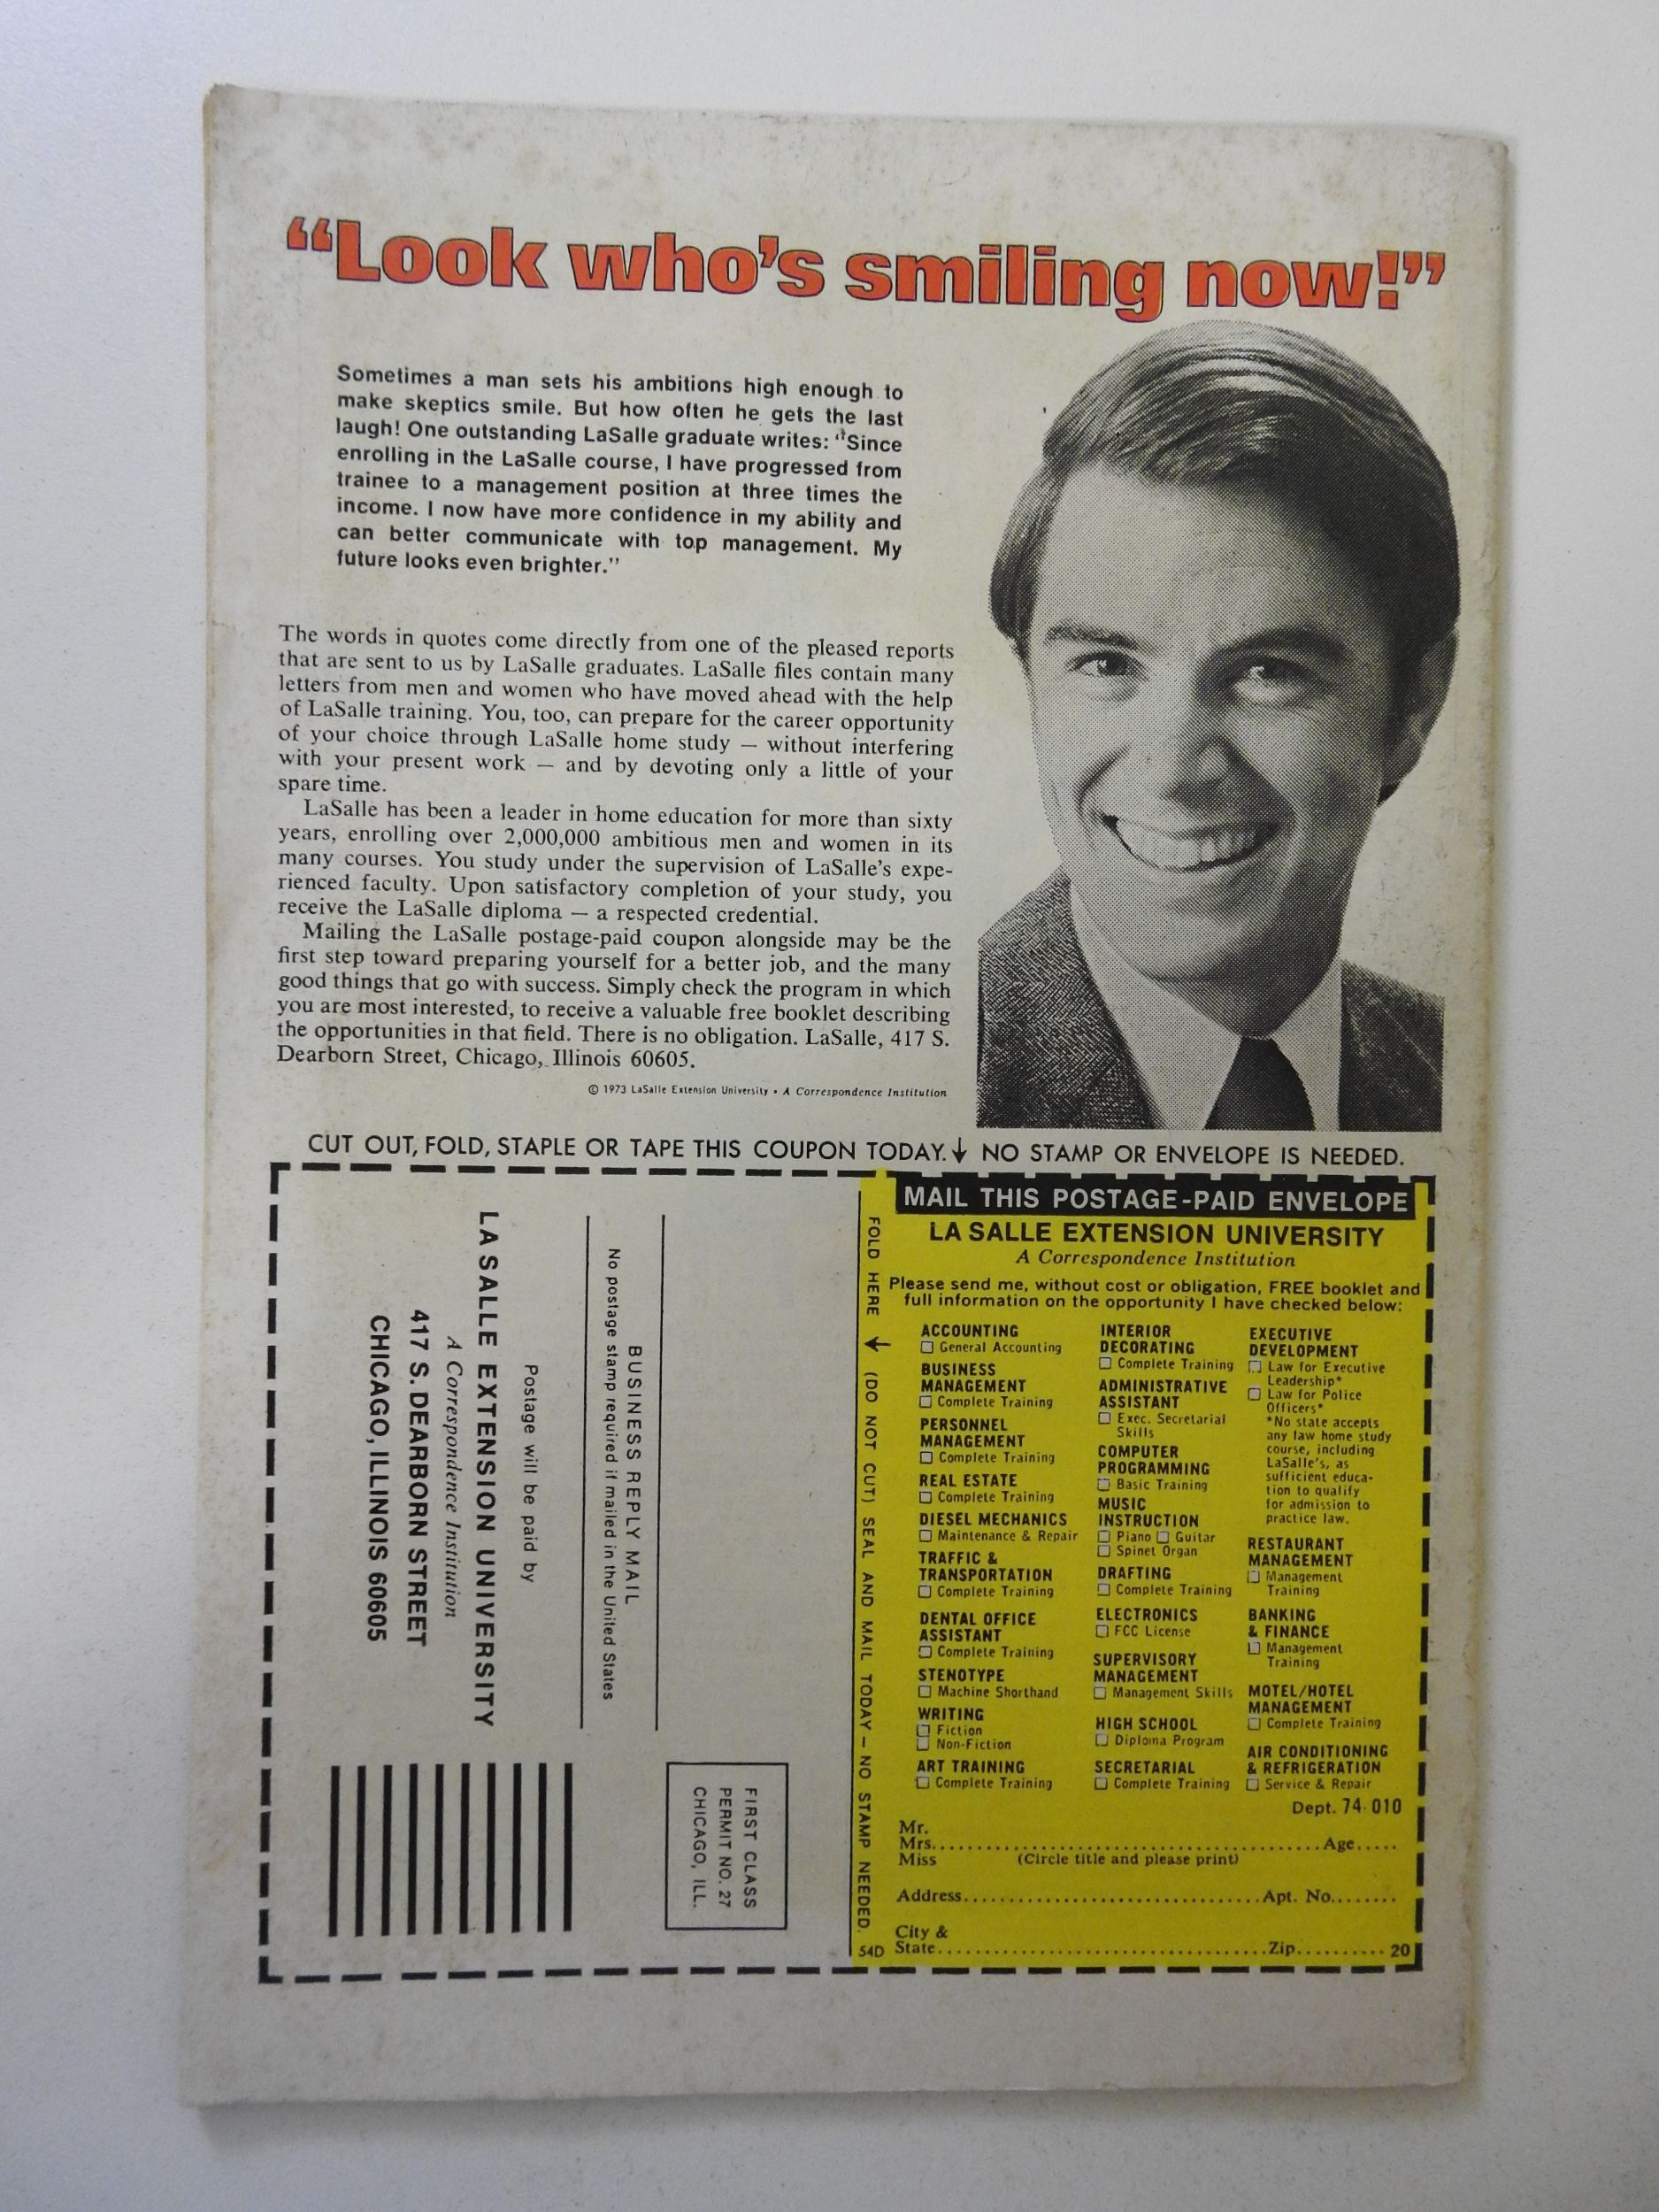 “Look who’s smiling now!”
Sometimes a man sets his ambitions high enough to
make skeptics smile. But how often he gets the last
laugh! One outstanding LaSalle graduate writes: “Since
enrolling in the LaSalle course, I have progressed from
trainee to a management position at three times the
income. I now have more confidence in my ability and
can better communicate with top management. My
future looks even brighter.”
The words in quotes come directly from one of the pleased reports
that are sent to us by LaSalle graduates. LaSalle files contain many
letters from men and women who have moved ahead with the help
of LaSalle training. You, too, can prepare for the career opportunity
of your choice through LaSalle home study — without interfering
with your present work — and by devoting only a little of your
spare time.
LaSalle has been a leader in home education for more than sixty
years, enrolling over 2,000,000 ambitious men and women in its
many courses. You study under the supervision of LaSalle’s expe-
rienced faculty. Upon satisfactory completion of your study, you
receive the LaSalle diploma — a respected credential.
Mailing the LaSalle postage-paid coupon alongside may be the
first step toward preparing yourself for a better job, and the many
good things that go with success. Simply check the program in which
you are most interested, to receive a valuable free booklet describing
the opportunities in that field. There is no obligation. LaSalle, 417 S.
Dearborn Street, Chicago, Illinois 60605.
© 1973 LaSalle Extension University • A Correspondence Institution
CUT OUT, FOLD, STAPLE OR TAPE THIS COUPON TODAY.↓ NO STAMP OR ENVELOPE IS NEEDED.
FIRST CLASS
PERMIT NO. 27
CHICAGO, ILL.
BUSINESS REPLY MAIL
No postage stamp required if mailed in the United States
Postage will be paid by
LA SALLE EXTENSION UNIVERSITY
A Correspondence Institution
417 S. DEARBORN STREET
CHICAGO, ILLINOIS 60605
FOLD HERE ↓ (DO NOT CUT) SEAL AND MAIL TODAY — NO STAMP NEEDED.
54D
MAIL THIS POSTAGE-PAID ENVELOPE
LA SALLE EXTENSION UNIVERSITY
A Correspondence Institution
Please send me, without cost or obligation, FREE booklet and
full information on the opportunity I have checked below:
ACCOUNTING
☐ General Accounting
BUSINESS
MANAGEMENT
☐ Complete Training
PERSONNEL
MANAGEMENT
☐ Complete Training
REAL ESTATE
☐ Complete Training
DIESEL MECHANICS
☐ Maintenance & Repair
TRAFFIC &
TRANSPORTATION
☐ Complete Training
DENTAL OFFICE
ASSISTANT
☐ Complete Training
STENOTYPE
☐ Machine Shorthand
WRITING
☐ Fiction
☐ Non-Fiction
ART TRAINING
☐ Complete Training
INTERIOR
DECORATING
☐ Complete Training
ADMINISTRATIVE
ASSISTANT
☐ Exec. Secretarial
Skills
COMPUTER
PROGRAMMING
☐ Basic Training
MUSIC
INSTRUCTION
☐ Piano ☐ Guitar
☐ Spinet Organ
DRAFTING
☐ Complete Training
ELECTRONICS
☐ FCC License
SUPERVISORY
MANAGEMENT
☐ Management Skills
HIGH SCHOOL
☐ Diploma Program
SECRETARIAL
☐ Complete Training
EXECUTIVE
DEVELOPMENT
☐ Law for Executive
Leadership*
☐ Law for Police
Officers*
*No state accepts
any law home study
course, including
LaSalle’s, as
sufficient educa-
tion to qualify
for admission to
practice law.
RESTAURANT
MANAGEMENT
☐ Management
Training
BANKING
& FINANCE
☐ Management
Training
MOTEL/HOTEL
MANAGEMENT
☐ Complete Training
AIR CONDITIONING
& REFRIGERATION
☐ Service & Repair
Dept. 74-010
Mr.
Mrs. Age
Miss (Circle title and please print)
Address Apt. No.
City &
State Zip 20